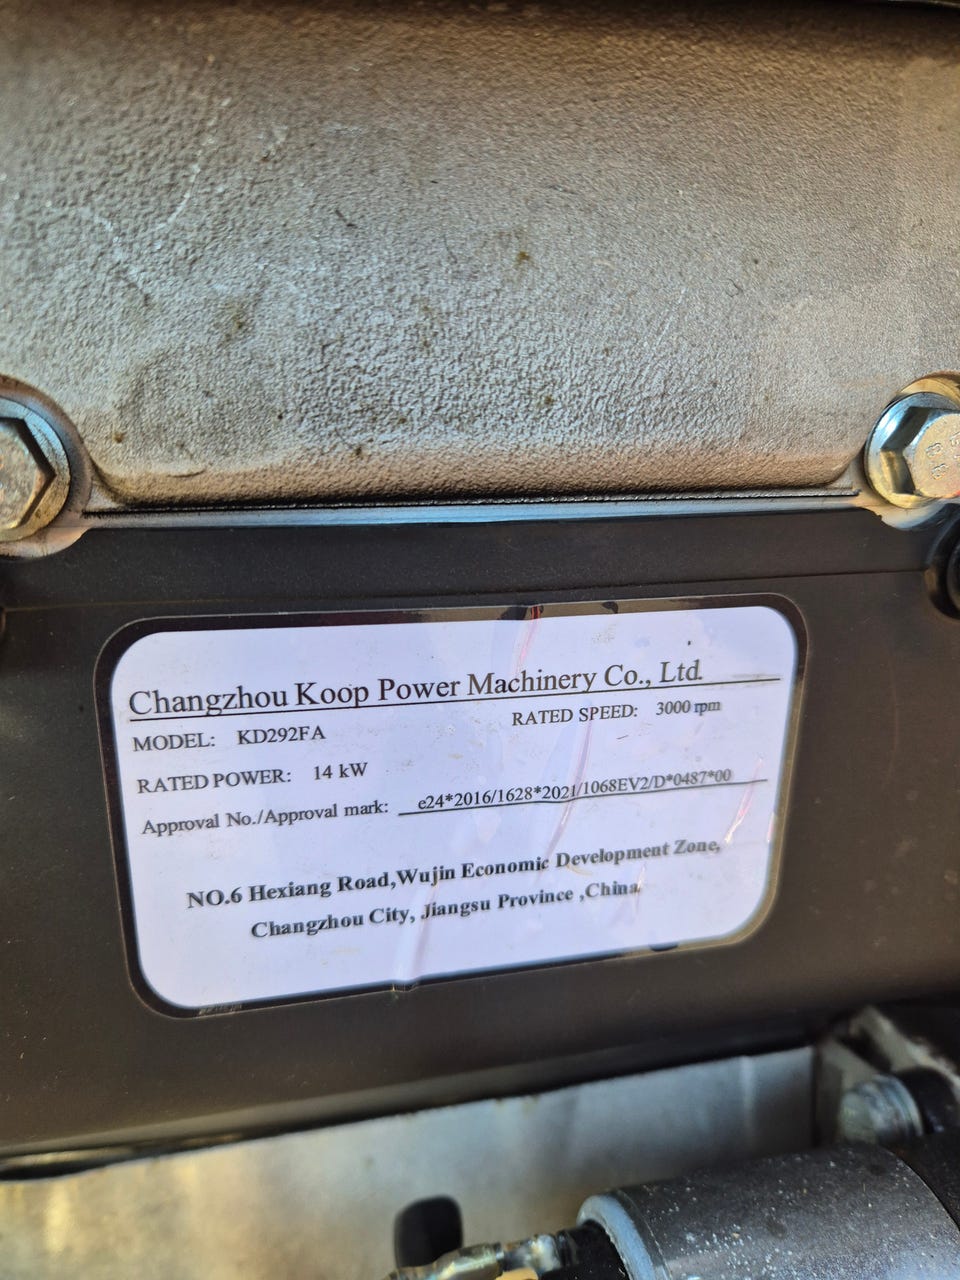 Changzhou Koop Power Machinery Co., Ltd.
MODEL: KD292FA RATED SPEED: 3000 rpm
RATED POWER: 14 kW
Approval No./Approval mark: e24*2016/1628*2021/1068EV2/D*0487*00
NO.6 Hexiang Road,Wujin Economic Development Zone,
Changzhou City, Jiangsu Province ,China